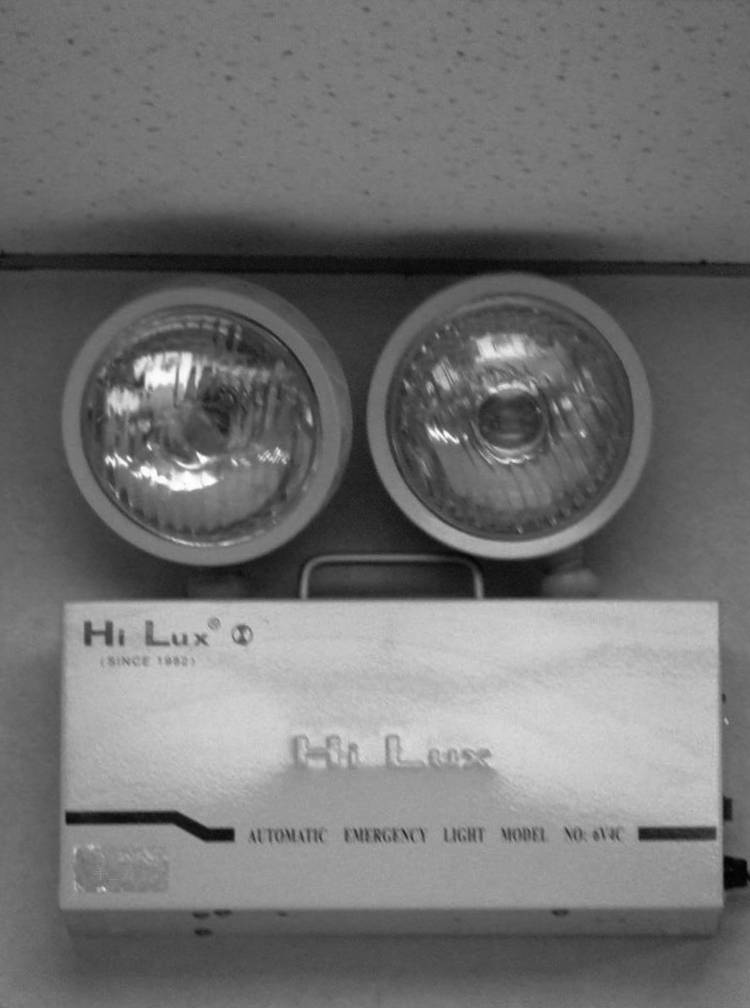 Hi Lux®
(SINCE 1982)
Hi Lux
AUTOMATIC EMERGENCY LIGHT MODEL NO: 6V4C